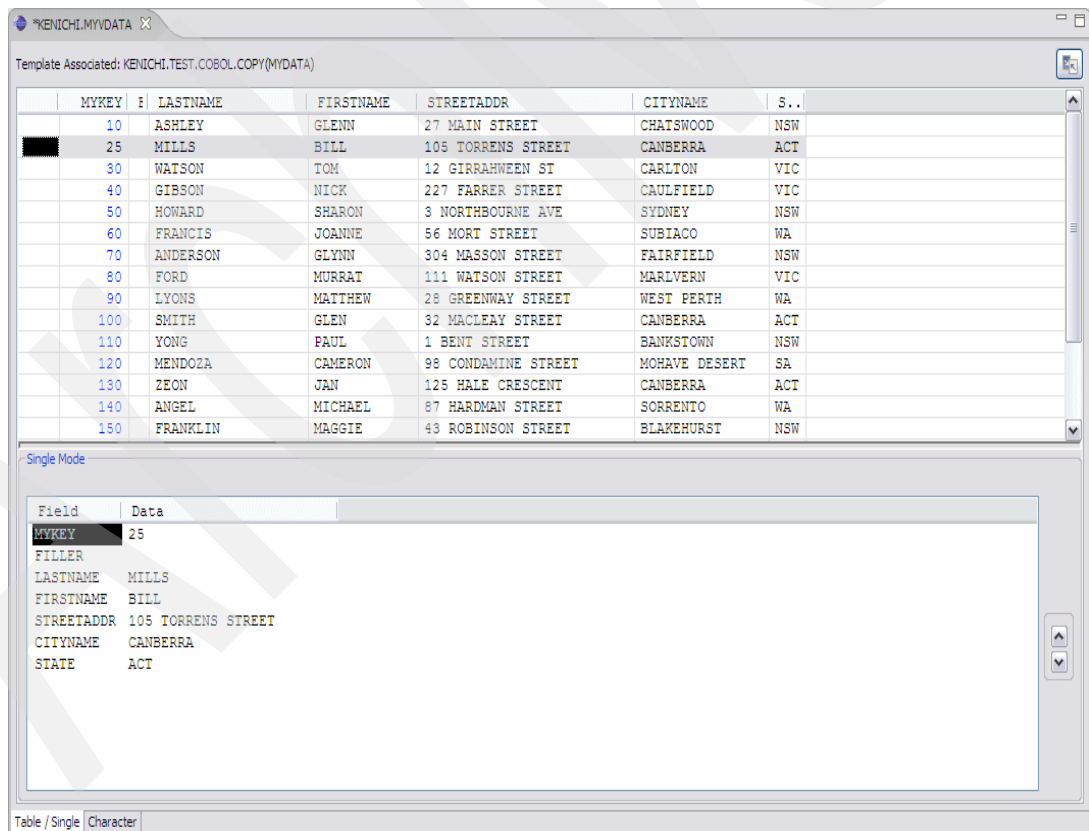 *KENICHI.MYVDATA
Template Associated: KENICHI.TEST.COBOL.COPY(MYDATA)
MYKEY F LASTNAME FIRSTNAME STREETADDR CITYNAME S..
10 ASHLEY GLENN 27 MAIN STREET CHATSWOOD NSW
25 MILLS BILL 105 TORRENS STREET CANBERRA ACT
30 WATSON TOM 12 GIRRAHWEEN ST CARLTON VIC
40 GIBSON NICK 227 FARRER STREET CAULFIELD VIC
50 HOWARD SHARON 3 NORTHBOURNE AVE SYDNEY NSW
60 FRANCIS JOANNE 56 MORT STREET SUBIACO WA
70 ANDERSON GLYNN 304 MASSON STREET FAIRFIELD NSW
80 FORD MURRAT 111 WATSON STREET MARLVERN VIC
90 LYONS MATTHEW 28 GREENWAY STREET WEST PERTH WA
100 SMITH GLEN 32 MACLEAY STREET CANBERRA ACT
110 YONG PAUL 1 BENT STREET BANKSTOWN NSW
120 MENDOZA CAMERON 98 CONDAMINE STREET MOHAVE DESERT SA
130 ZEON JAN 125 HALE CRESCENT CANBERRA ACT
140 ANGEL MICHAEL 87 HARDMAN STREET SORRENTO WA
150 FRANKLIN MAGGIE 43 ROBINSON STREET BLAKEHURST NSW
Single Mode
Field Data
MYKEY 25
FILLER
LASTNAME MILLS
FIRSTNAME BILL
STREETADDR 105 TORRENS STREET
CITYNAME CANBERRA
STATE ACT
Table / Single Character